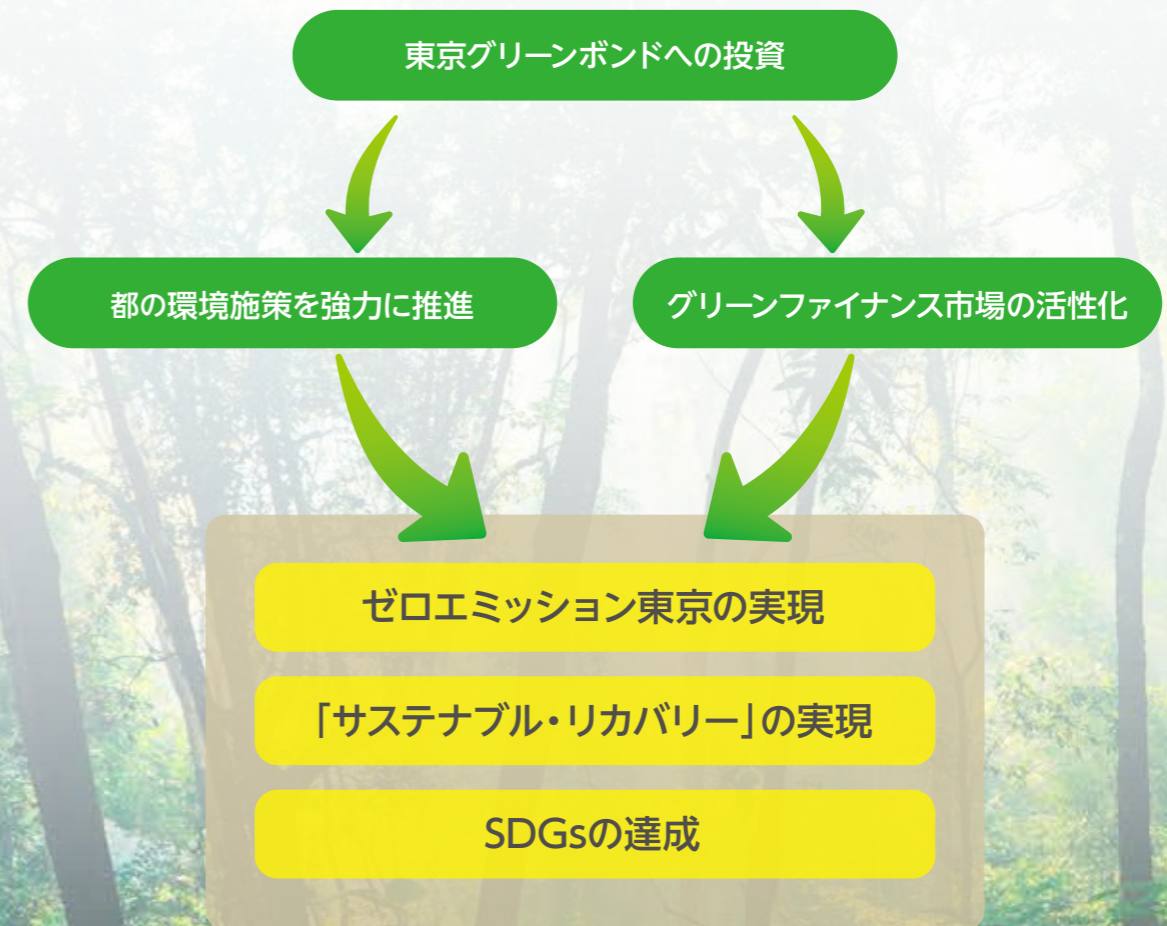 東京グリーンボンドへの投資
都の環境施策を強力に推進
グリーンファイナンス市場の活性化
ゼロエミッション東京の実現
「サステナブル・リカバリー」の実現
SDGsの達成